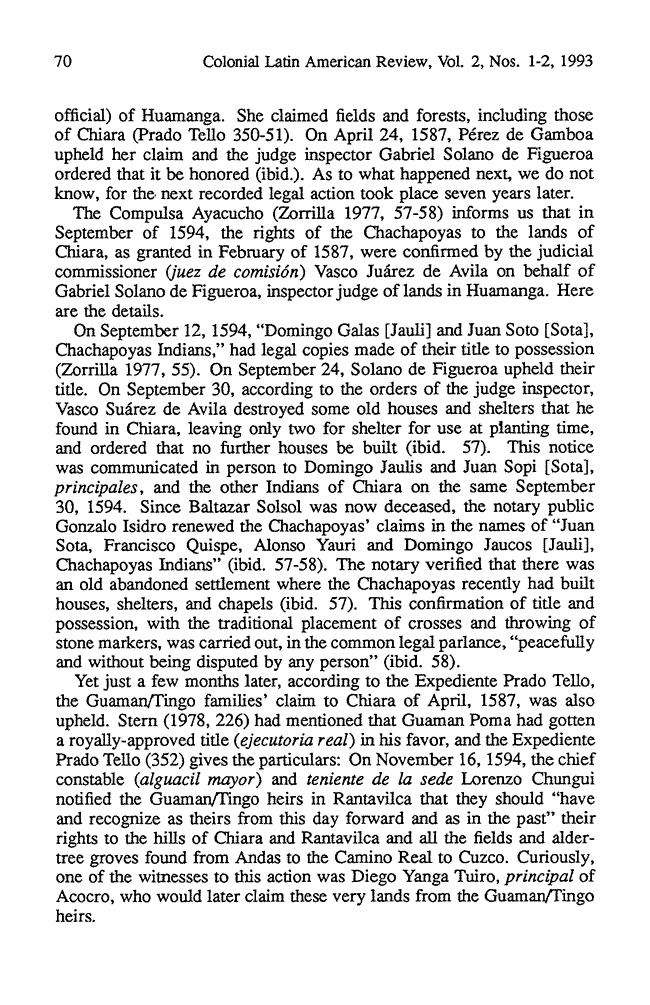 70 Colonial Latin American Review, Vol. 2, Nos. 1-2, 1993
official) of Huamanga. She claimed fields and forests, including those
of Chiara (Prado Tello 350-51). On April 24, 1587, Pérez de Gamboa
upheld her claim and the judge inspector Gabriel Solano de Figueroa
ordered that it be honored (ibid.). As to what happened next, we do not
know, for the next recorded legal action took place seven years later.
The Compulsa Ayacucho (Zorrilla 1977, 57-58) informs us that in
September of 1594, the rights of the Chachapoyas to the lands of
Chiara, as granted in February of 1587, were confirmed by the judicial
commissioner (juez de comisión) Vasco Juárez de Avila on behalf of
Gabriel Solano de Figueroa, inspector judge of lands in Huamanga. Here
are the details.
On September 12, 1594, “Domingo Galas [Jauli] and Juan Soto [Sota],
Chachapoyas Indians,” had legal copies made of their title to possession
(Zorrilla 1977, 55). On September 24, Solano de Figueroa upheld their
title. On September 30, according to the orders of the judge inspector,
Vasco Suárez de Avila destroyed some old houses and shelters that he
found in Chiara, leaving only two for shelter for use at planting time,
and ordered that no further houses be built (ibid. 57). This notice
was communicated in person to Domingo Jaulis and Juan Sopi [Sota],
principales, and the other Indians of Chiara on the same September
30, 1594. Since Baltazar Solsol was now deceased, the notary public
Gonzalo Isidro renewed the Chachapoyas’ claims in the names of “Juan
Sota, Francisco Quispe, Alonso Yauri and Domingo Jaucos [Jauli],
Chachapoyas Indians” (ibid. 57-58). The notary verified that there was
an old abandoned settlement where the Chachapoyas recently had built
houses, shelters, and chapels (ibid. 57). This confirmation of title and
possession, with the traditional placement of crosses and throwing of
stone markers, was carried out, in the common legal parlance, “peacefully
and without being disputed by any person” (ibid. 58).
Yet just a few months later, according to the Expediente Prado Tello,
the Guaman/Tingo families’ claim to Chiara of April, 1587, was also
upheld. Stern (1978, 226) had mentioned that Guaman Poma had gotten
a royally-approved title (ejecutoria real) in his favor, and the Expediente
Prado Tello (352) gives the particulars: On November 16, 1594, the chief
constable (alguacil mayor) and teniente de la sede Lorenzo Chungui
notified the Guaman/Tingo heirs in Rantavilca that they should “have
and recognize as theirs from this day forward and as in the past” their
rights to the hills of Chiara and Rantavilca and all the fields and alder-
tree groves found from Andas to the Camino Real to Cuzco. Curiously,
one of the witnesses to this action was Diego Yanga Tuiro, principal of
Acocro, who would later claim these very lands from the Guaman/Tingo
heirs.